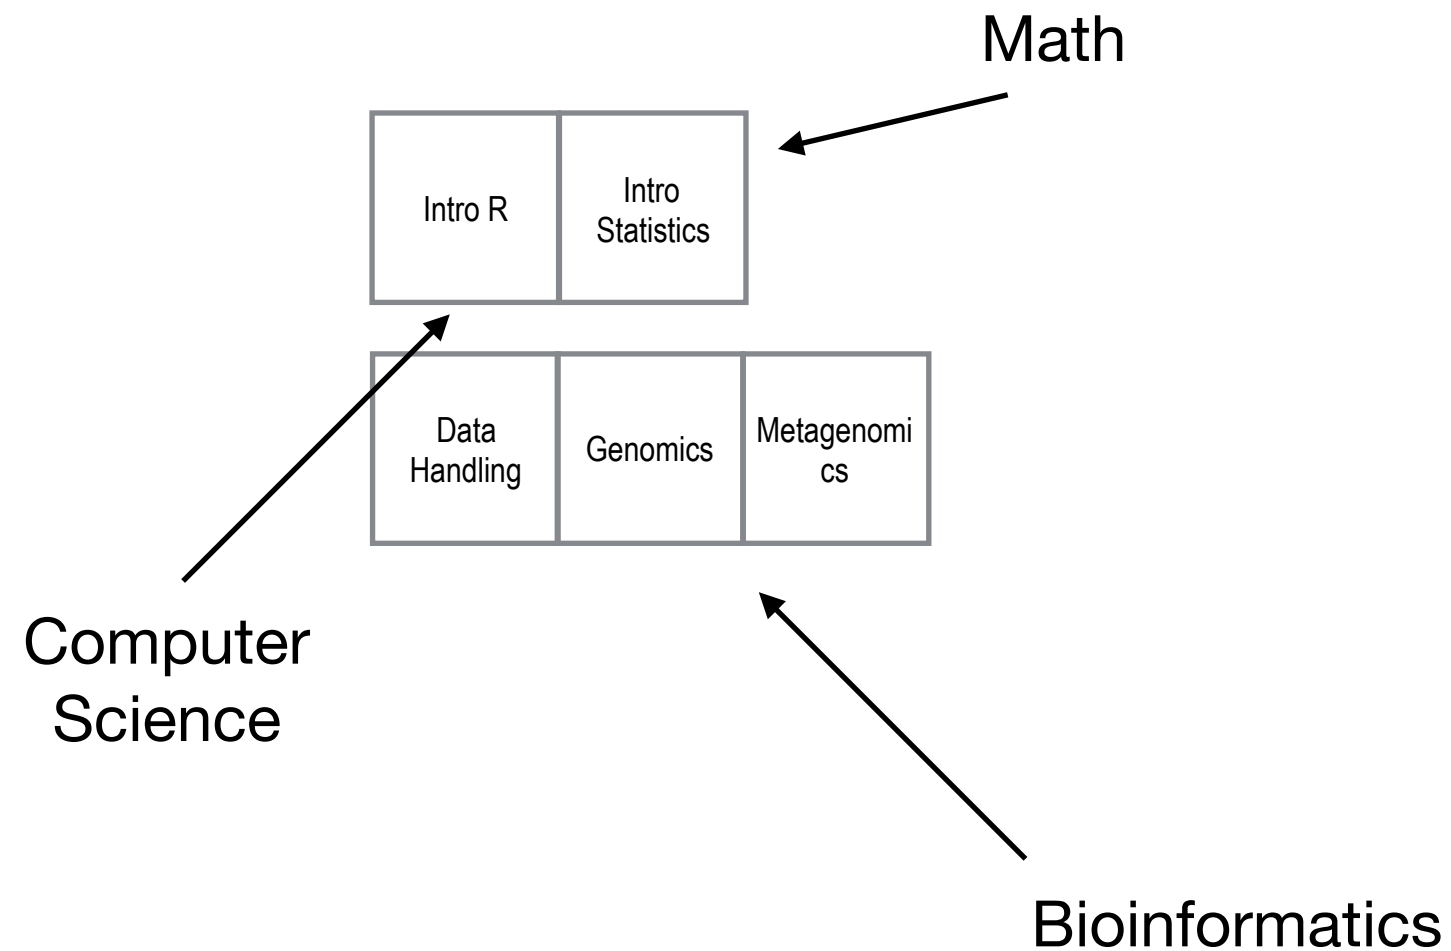 Math
Intro R
Intro
Statistics
Data
Handling
Genomics
Metagenomi
cs
Computer
Science
Bioinformatics